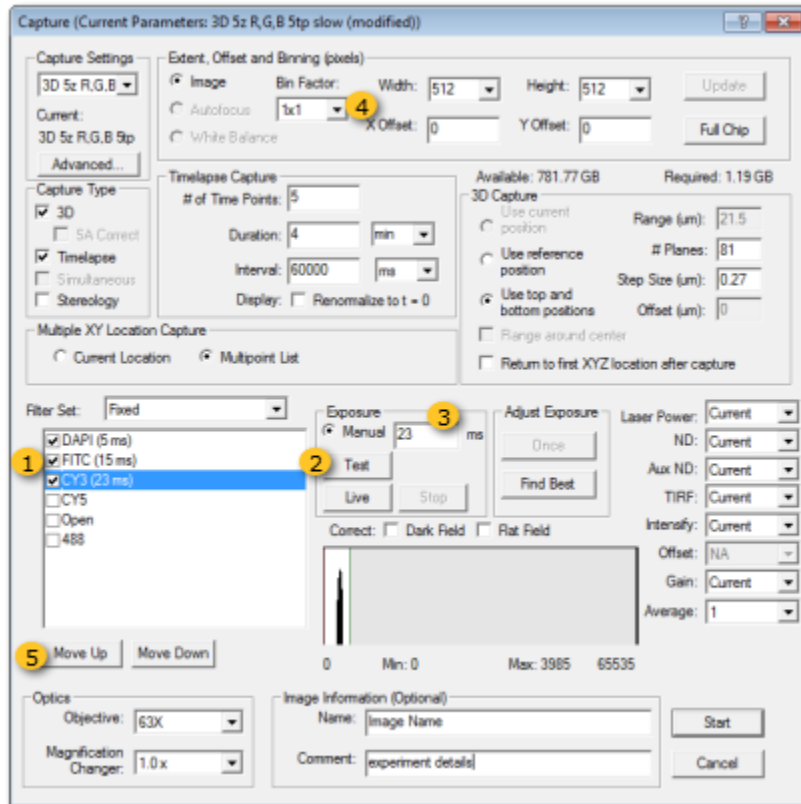 Capture (Current Parameters: 3D 5z R,G,B 5tp slow (modified))
Capture Settings
3D 5z R,G,B
Current:
3D 5z R,G,B 5tp
Advanced...
Extent, Offset and Binning (pixels)
Image
Autofocus
White Balance
Bin Factor:
1x1
4
Width: 512
Height: 512
Update
X Offset: 0
Y Offset: 0
Full Chip
Capture Type
3D
SA Correct
Timelapse
Simultaneous
Stereology
Timelapse Capture
# of Time Points: 5
Duration: 4 min
Interval: 60000 ms
Display: Renormalize to t = 0
Available: 781.77 GB
Required: 1.19 GB
3D Capture
Use current
position
Use reference
position
Use top and
bottom positions
Range (um): 21.5
# Planes: 81
Step Size (um): 0.27
Offset (um): 0
Range around center
Return to first XYZ location after capture
Multiple XY Location Capture
Current Location
Multipoint List
Filter Set: Fixed
1
DAPI (5 ms)
FITC (15 ms)
CY3 (23 ms)
CY5
Open
488
5
Move Up
Move Down
Exposure
3
Manual 23 ms
2
Test
Live
Stop
Adjust Exposure
Once
Find Best
Correct: Dark Field Flat Field
0 Min: 0 Max: 3985 65535
Laser Power: Current
ND: Current
Aux ND: Current
TIRF: Current
Intensify: Current
Offset: NA
Gain: Current
Average: 1
Optics
Objective: 63X
Magnification
Changer: 1.0 x
Image Information (Optional)
Name: Image Name
Comment: experiment details
Start
Cancel